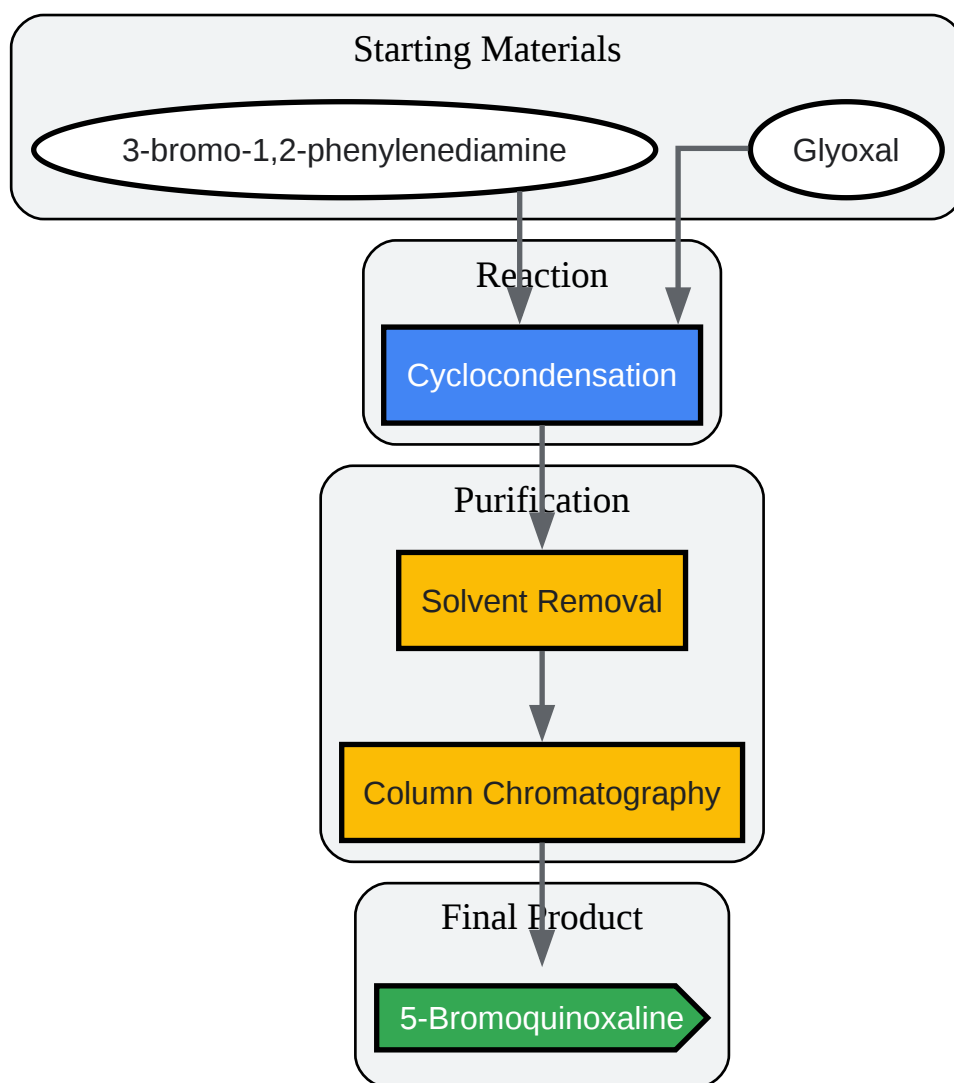 Starting Materials
3-bromo-1,2-phenylenediamine
Glyoxal
Reaction
Cyclocondensation
Purification
Solvent Removal
Column Chromatography
Final Product
5-Bromoquinoxaline